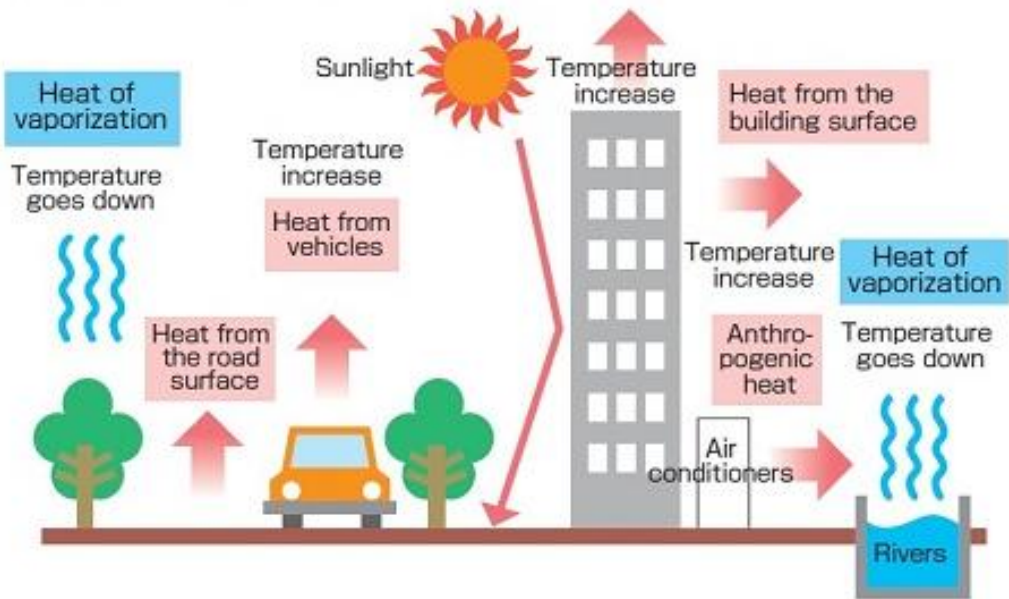 Sunlight
Temperature
increase
Heat of
vaporization
Temperature
goes down
Heat from the
building surface
Temperature
increase
Heat from
vehicles
Temperature
increase
Heat of
vaporization
Heat from
the road
surface
Anthro-
pogenic
heat
Temperature
goes down
Air
conditioners
Rivers